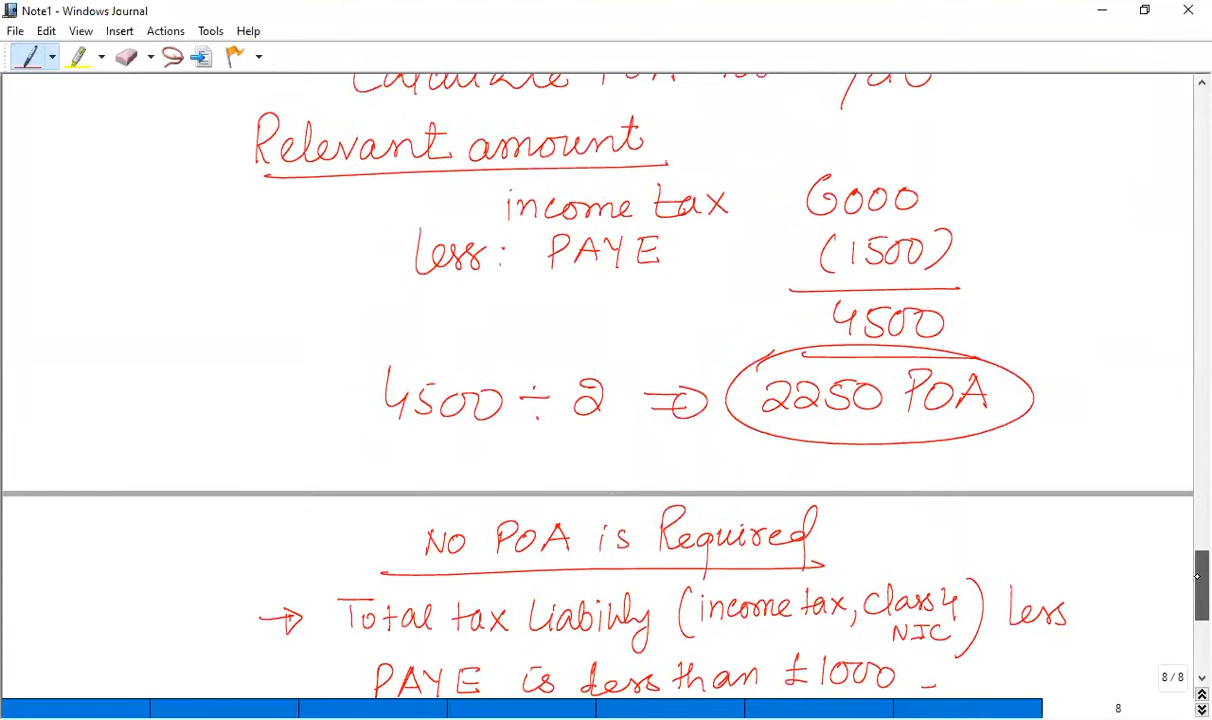 Note1 - Windows Journal
File Edit View Insert Actions Tools Help
Calculate POA
Relevant amount
income tax 6000
less: PAYE (1500)
4500
4500 ÷ 2 ⇒ 2250 POA
NO POA is Required
→ Total tax liability (income tax, class 4 NIC) less
PAYE is less than £1000
8 / 8
8